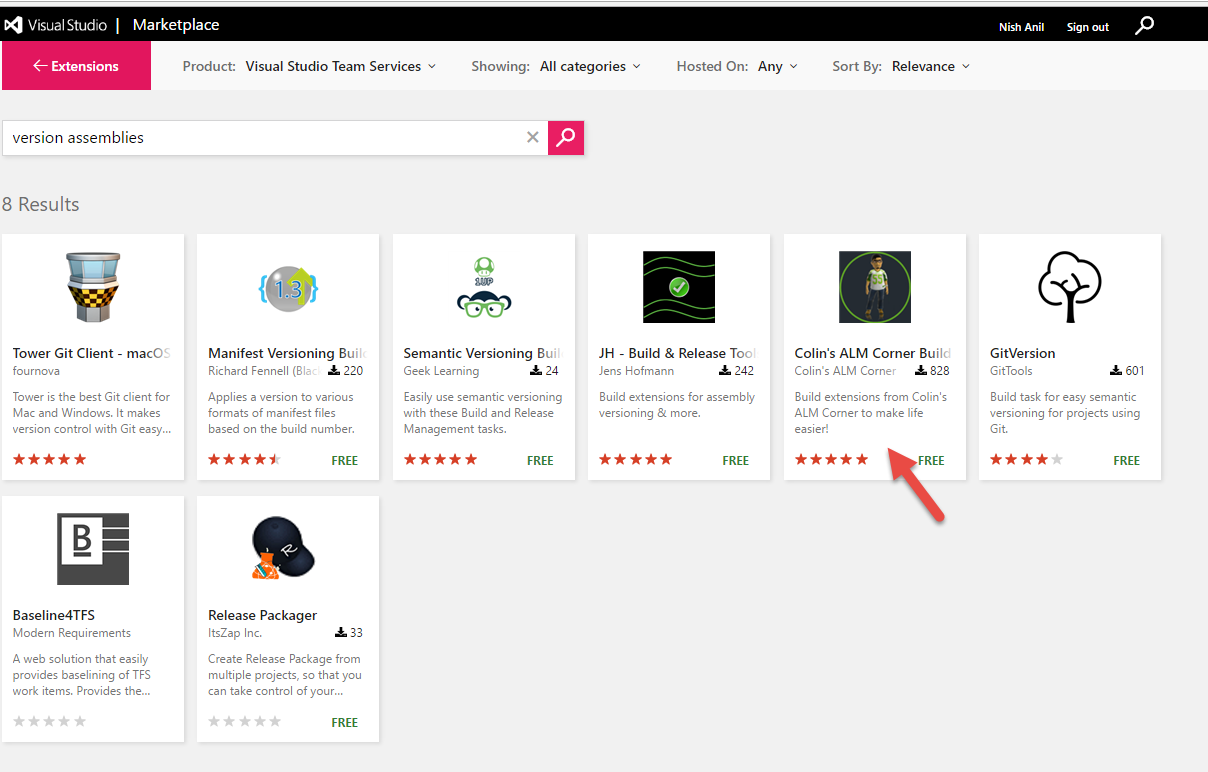 Visual Studio | Marketplace
Nish Anil Sign out
Extensions
Product: Visual Studio Team Services
Showing: All categories
Hosted On: Any
Sort By: Relevance
version assemblies
8 Results
Tower Git Client - macOS
fournova
Tower is the best Git client for
Mac and Windows. It makes
version control with Git easy...
1.3
Manifest Versioning Buil
Richard Fennell (Blac 220
Applies a version to various
formats of manifest files
based on the build number.
FREE
1UP
Semantic Versioning Buil
Geek Learning 24
Easily use semantic versioning
with these Build and Release
Management tasks.
FREE
JH - Build & Release Tool
Jens Hofmann 242
Build extensions for assembly
versioning & more.
FREE
Colin's ALM Corner Build
Colin's ALM Corner 828
Build extensions from Colin's
ALM Corner to make life
easier!
FREE
GitVersion
GitTools 601
Build task for easy semantic
versioning for projects using
Git.
FREE
B
Baseline4TFS
Modern Requirements
A web solution that easily
provides baselining of TFS
work items. Provides the...
R
Release Packager
ItsZap Inc. 33
Create Release Package from
multiple projects, so that you
can take control of your...
FREE